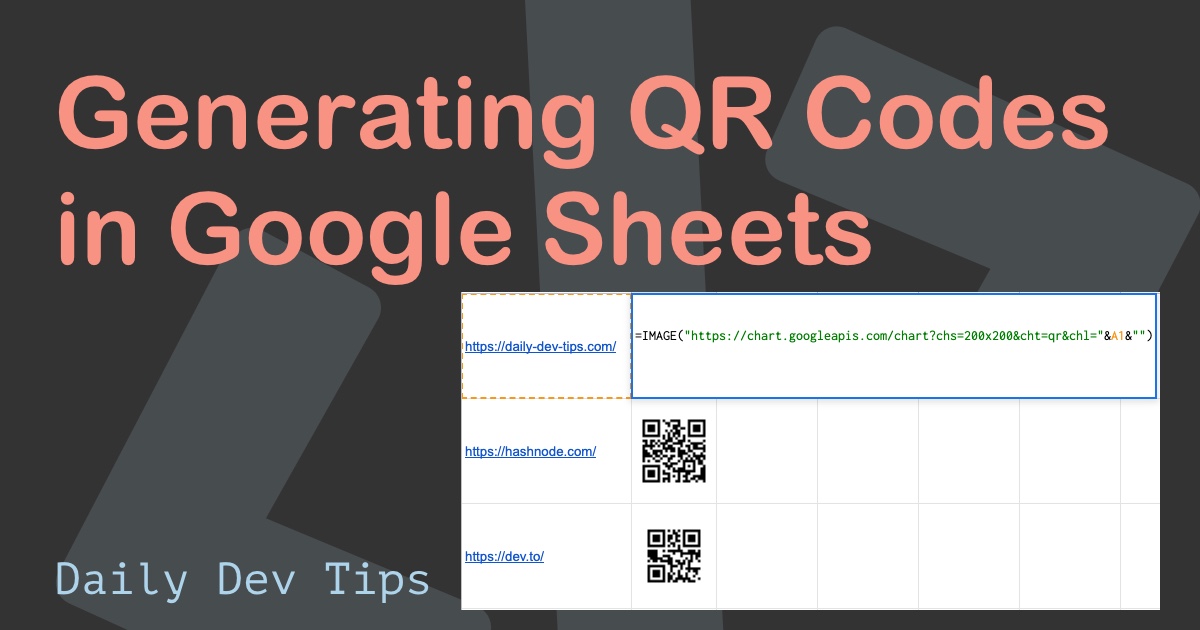 Generating QR Codes
in Google Sheets
https://daily-dev-tips.com/
=IMAGE("https://chart.googleapis.com/chart?chs=200x200&cht=qr&chl="&A1&"")
https://hashnode.com/
https://dev.to/
Daily Dev Tips